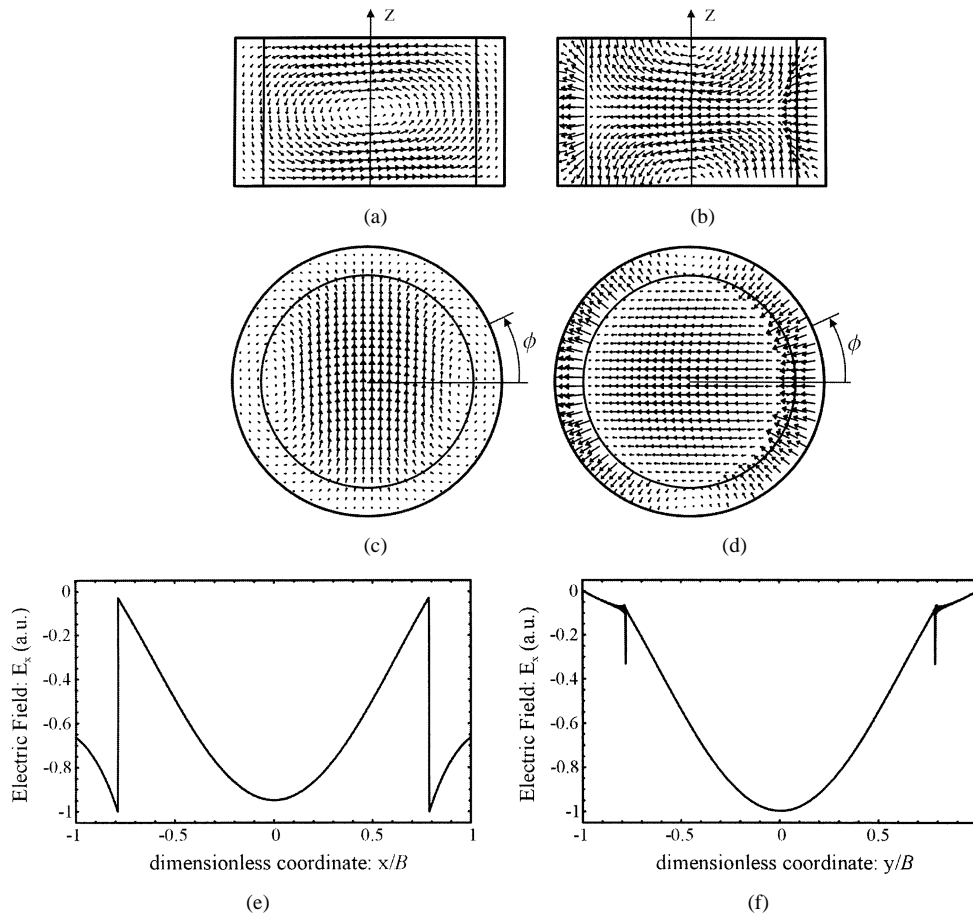 Z
Z
(a)
(b)
ϕ
ϕ
(c)
(d)
Electric Field: E_x (a.u.)
0
-0.2
-0.4
-0.6
-0.8
-1
-1
-0.5
0
0.5
1
dimensionless coordinate: x/B
Electric Field: E_x (a.u.)
0
-0.2
-0.4
-0.6
-0.8
-1
-1
-0.5
0
0.5
dimensionless coordinate: y/B
(e)
(f)